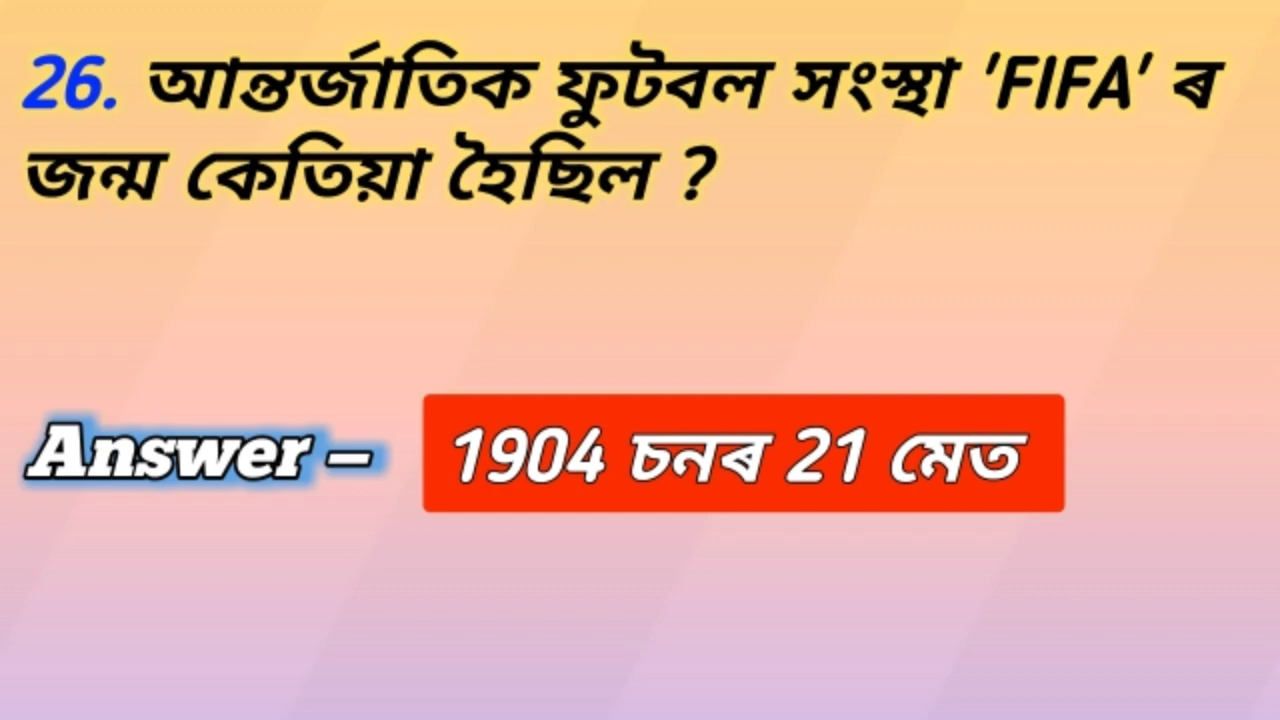 26. আন্তৰ্জাতিক ফুটবল সংস্থা 'FIFA' ৰ
জন্ম কেতিয়া হৈছিল ?
Answer – 1904 চনৰ 21 মেত